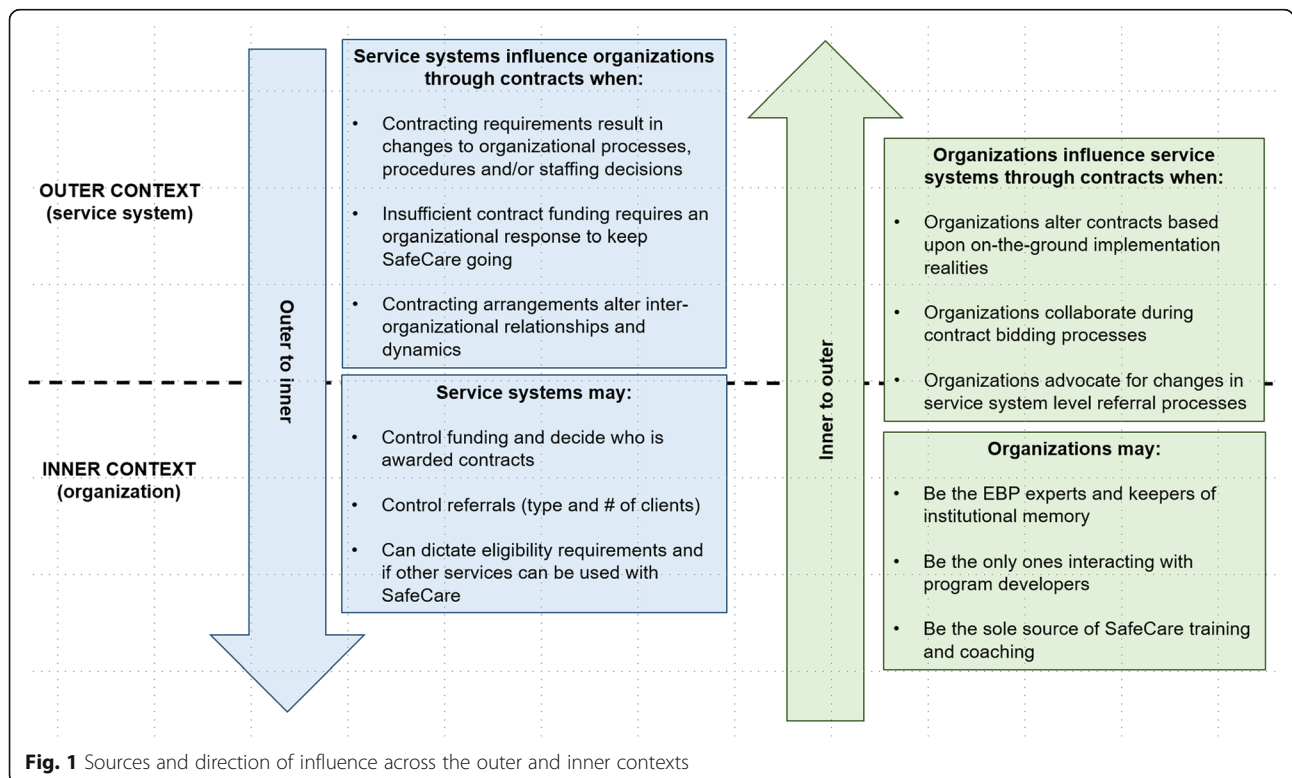 OUTER CONTEXT
(service system)
INNER CONTEXT
(organization)
Outer to inner
Service systems influence organizations
through contracts when:
• Contracting requirements result in
changes to organizational processes,
procedures and/or staffing decisions
• Insufficient contract funding requires an
organizational response to keep
SafeCare going
• Contracting arrangements alter inter-
organizational relationships and
dynamics
Service systems may:
• Control funding and decide who is
awarded contracts
• Control referrals (type and # of clients)
• Can dictate eligibility requirements and
if other services can be used with
SafeCare
Inner to outer
Organizations influence service
systems through contracts when:
• Organizations alter contracts based
upon on-the-ground implementation
realities
• Organizations collaborate during
contract bidding processes
• Organizations advocate for changes in
service system level referral processes
Organizations may:
• Be the EBP experts and keepers of
institutional memory
• Be the only ones interacting with
program developers
• Be the sole source of SafeCare training
and coaching
Fig. 1 Sources and direction of influence across the outer and inner contexts